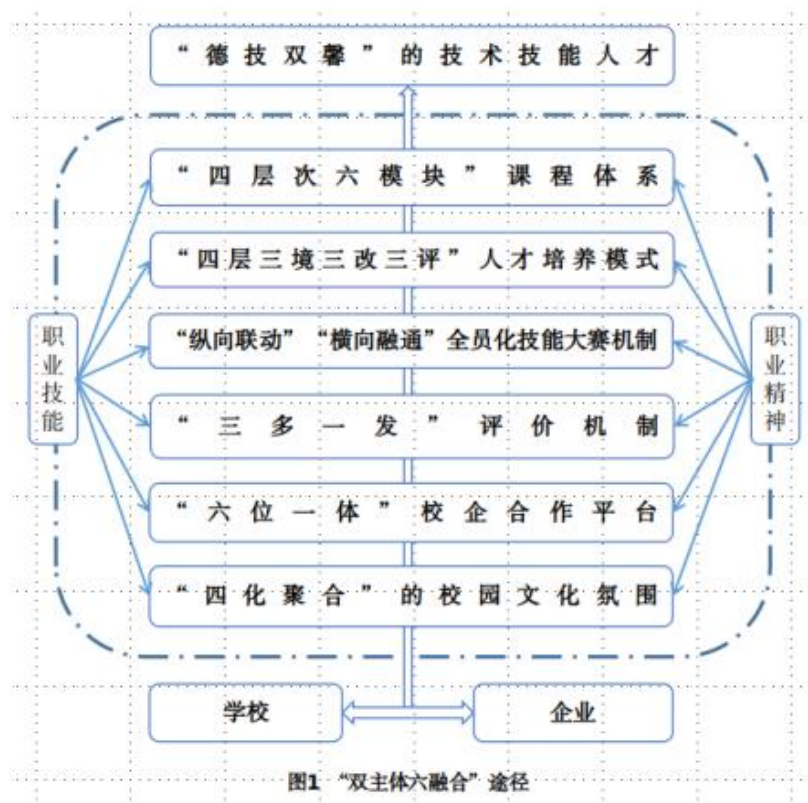 “德技双馨”的技术技能人才
“四层次六模块”课程体系
“四层三境三改三评”人才培养模式
“纵向联动”“横向融通”全员化技能大赛机制
“三多一发”评价机制
“六位一体”校企合作平台
“四化聚合”的校园文化氛围
职业技能
职业精神
学校
企业
图1 “双主体六融合”途径